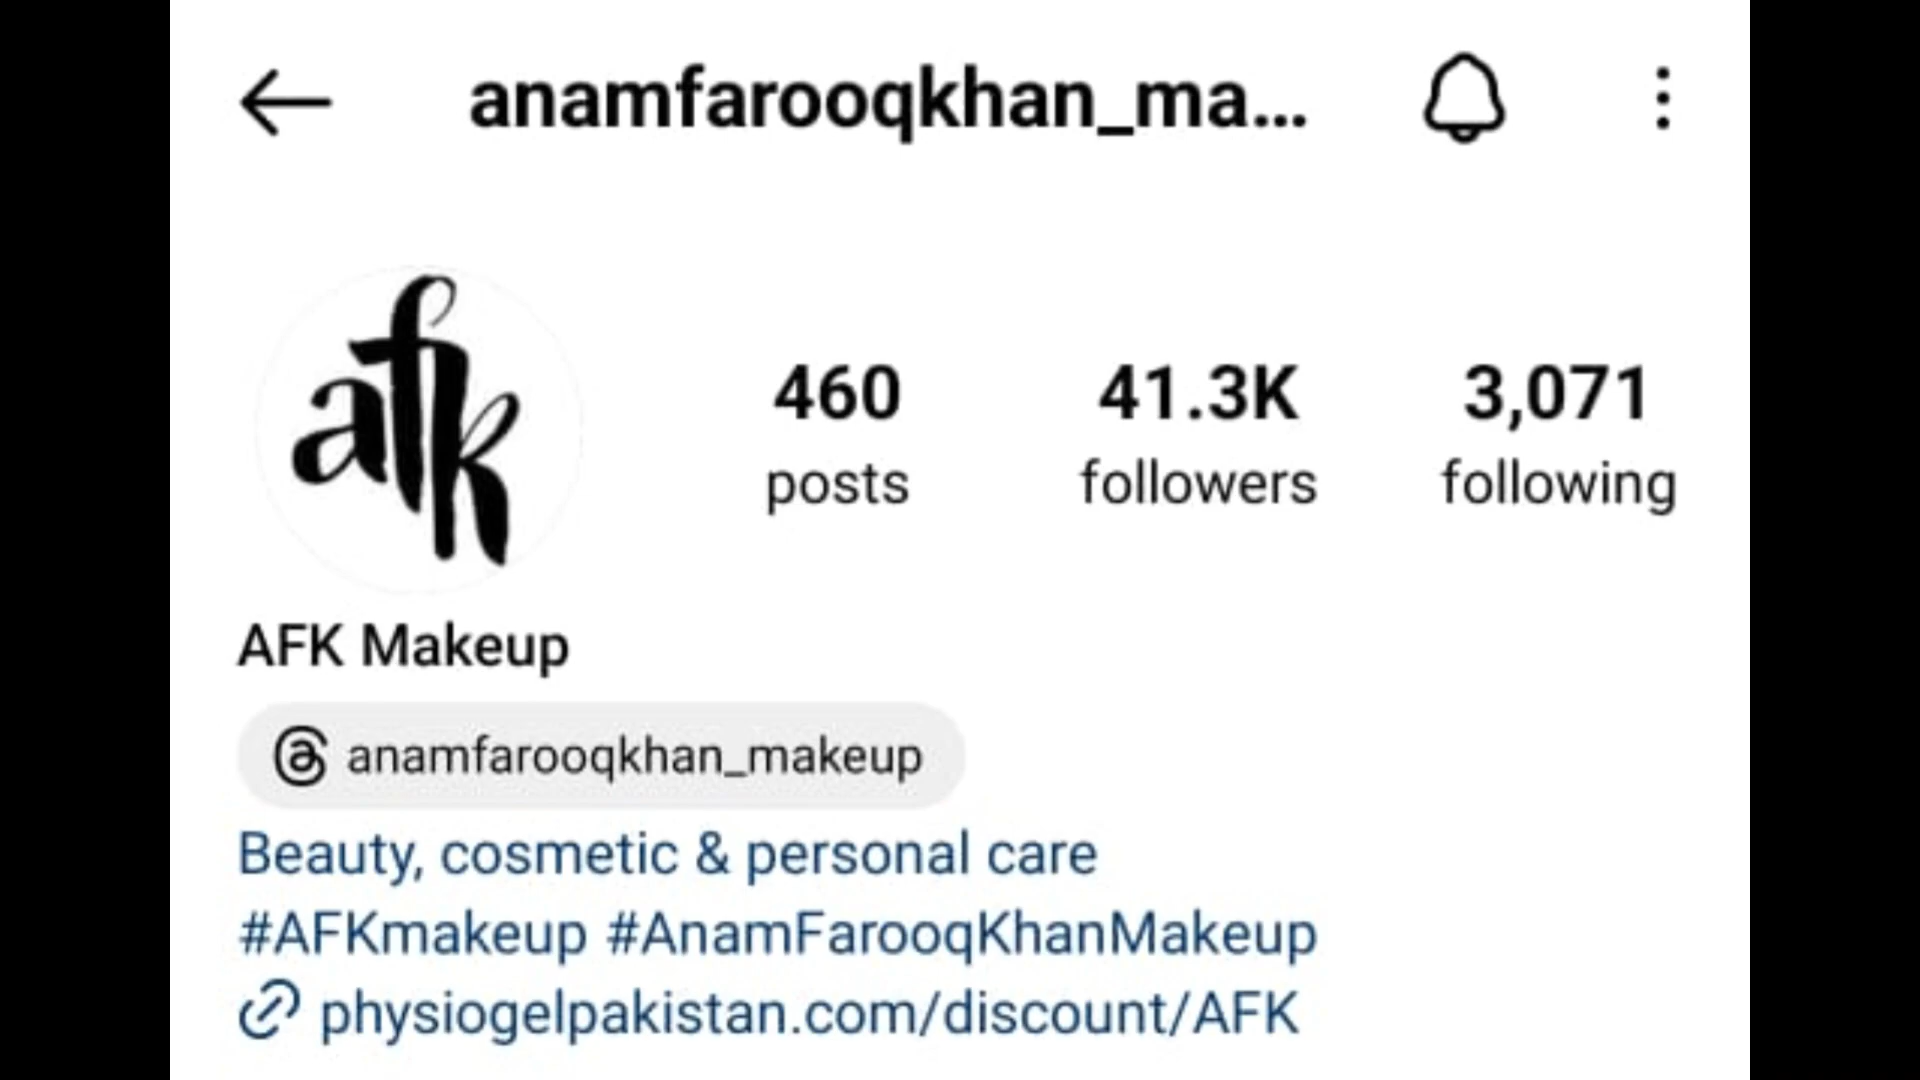 anamfarooqkhan_ma...
afk
460 41.3K 3,071
posts followers following
AFK Makeup
anamfarooqkhan_makeup
Beauty, cosmetic & personal care
#AFKmakeup #AnamFarooqKhanMakeup
physiogelpakistan.com/discount/AFK